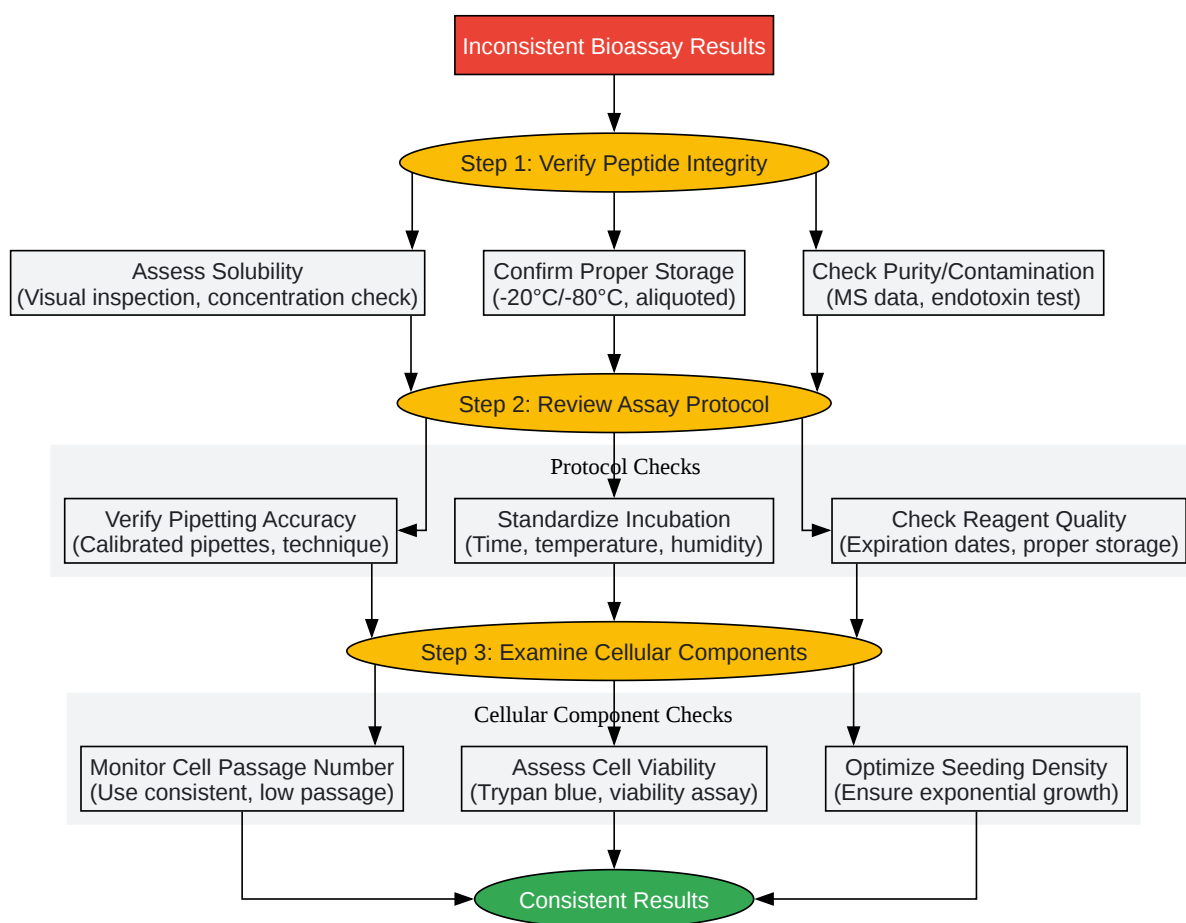 Inconsistent Bioassay Results
Step 1: Verify Peptide Integrity
Assess Solubility
(Visual inspection, concentration check)
Confirm Proper Storage
(-20°C/-80°C, aliquoted)
Check Purity/Contamination
(MS data, endotoxin test)
Step 2: Review Assay Protocol
Protocol Checks
Verify Pipetting Accuracy
(Calibrated pipettes, technique)
Standardize Incubation
(Time, temperature, humidity)
Check Reagent Quality
(Expiration dates, proper storage)
Step 3: Examine Cellular Components
Cellular Component Checks
Monitor Cell Passage Number
(Use consistent, low passage)
Assess Cell Viability
(Trypan blue, viability assay)
Optimize Seeding Density
(Ensure exponential growth)
Consistent Results